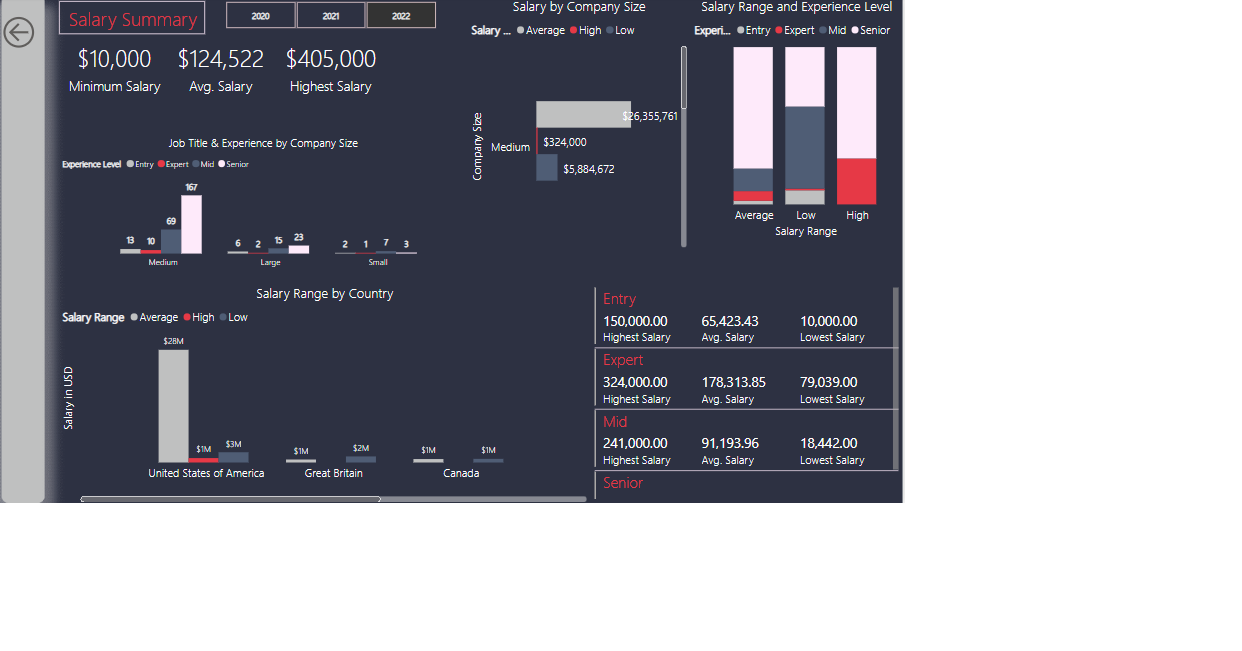 Salary Summary
2020
2021
2022
$10,000
Minimum Salary
$124,522
Avg. Salary
$405,000
Highest Salary
Salary by Company Size
Salary ... Average High Low
Company Size
Medium
$26,355,761
$324,000
$5,884,672
Salary Range and Experience Level
Experi... Entry Expert Mid Senior
Average Low High
Salary Range
Job Title & Experience by Company Size
Experience Level Entry Expert Mid Senior
13 10 69 167
Medium
6 2 15 23
Large
2 1 7 3
Small
Salary Range by Country
Salary Range Average High Low
Salary in USD
$28M $1M $3M
United States of America
$1M $2M
Great Britain
$1M $1M
Canada
Entry
150,000.00 65,423.43 10,000.00
Highest Salary Avg. Salary Lowest Salary
Expert
324,000.00 178,313.85 79,039.00
Highest Salary Avg. Salary Lowest Salary
Mid
241,000.00 91,193.96 18,442.00
Highest Salary Avg. Salary Lowest Salary
Senior